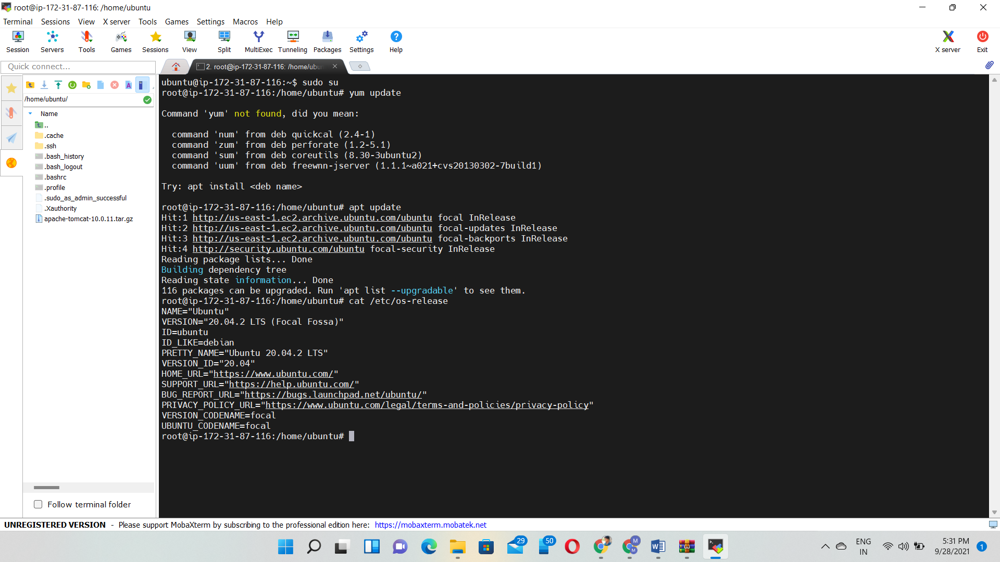 root@ip-172-31-87-116: /home/ubuntu
Terminal Sessions View X server Tools Games Settings Macros Help
Session Servers Tools Games Sessions View Split MultiExec Tunneling Packages Settings Help X server Exit
Quick connect...
2. root@ip-172-31-87-116: /home/ubu
/home/ubuntu/
Name
..
.cache
.ssh
.bash_history
.bash_logout
.bashrc
.profile
.sudo_as_admin_successful
.Xauthority
apache-tomcat-10.0.11.tar.gz
Follow terminal folder
ubuntu@ip-172-31-87-116:~$ sudo su
root@ip-172-31-87-116:/home/ubuntu# yum update
Command 'yum' not found, did you mean:
command 'num' from deb quickcal (2.4-1)
command 'zum' from deb perforate (1.2-5.1)
command 'sum' from deb coreutils (8.30-3ubuntu2)
command 'uum' from deb freewnn-jserver (1.1.1~a021+cvs20130302-7build1)
Try: apt install <deb name>
root@ip-172-31-87-116:/home/ubuntu# apt update
Hit:1 http://us-east-1.ec2.archive.ubuntu.com/ubuntu focal InRelease
Hit:2 http://us-east-1.ec2.archive.ubuntu.com/ubuntu focal-updates InRelease
Hit:3 http://us-east-1.ec2.archive.ubuntu.com/ubuntu focal-backports InRelease
Hit:4 http://security.ubuntu.com/ubuntu focal-security InRelease
Reading package lists... Done
Building dependency tree
Reading state information... Done
116 packages can be upgraded. Run 'apt list --upgradable' to see them.
root@ip-172-31-87-116:/home/ubuntu# cat /etc/os-release
NAME="Ubuntu"
VERSION="20.04.2 LTS (Focal Fossa)"
ID=ubuntu
ID_LIKE=debian
PRETTY_NAME="Ubuntu 20.04.2 LTS"
VERSION_ID="20.04"
HOME_URL="https://www.ubuntu.com/"
SUPPORT_URL="https://help.ubuntu.com/"
BUG_REPORT_URL="https://bugs.launchpad.net/ubuntu/"
PRIVACY_POLICY_URL="https://www.ubuntu.com/legal/terms-and-policies/privacy-policy"
VERSION_CODENAME=focal
UBUNTU_CODENAME=focal
root@ip-172-31-87-116:/home/ubuntu#
UNREGISTERED VERSION - Please support MobaXterm by subscribing to the professional edition here: https://mobaxterm.mobatek.net
29 50 M M
ENG
IN
5:31 PM
9/28/2021
1